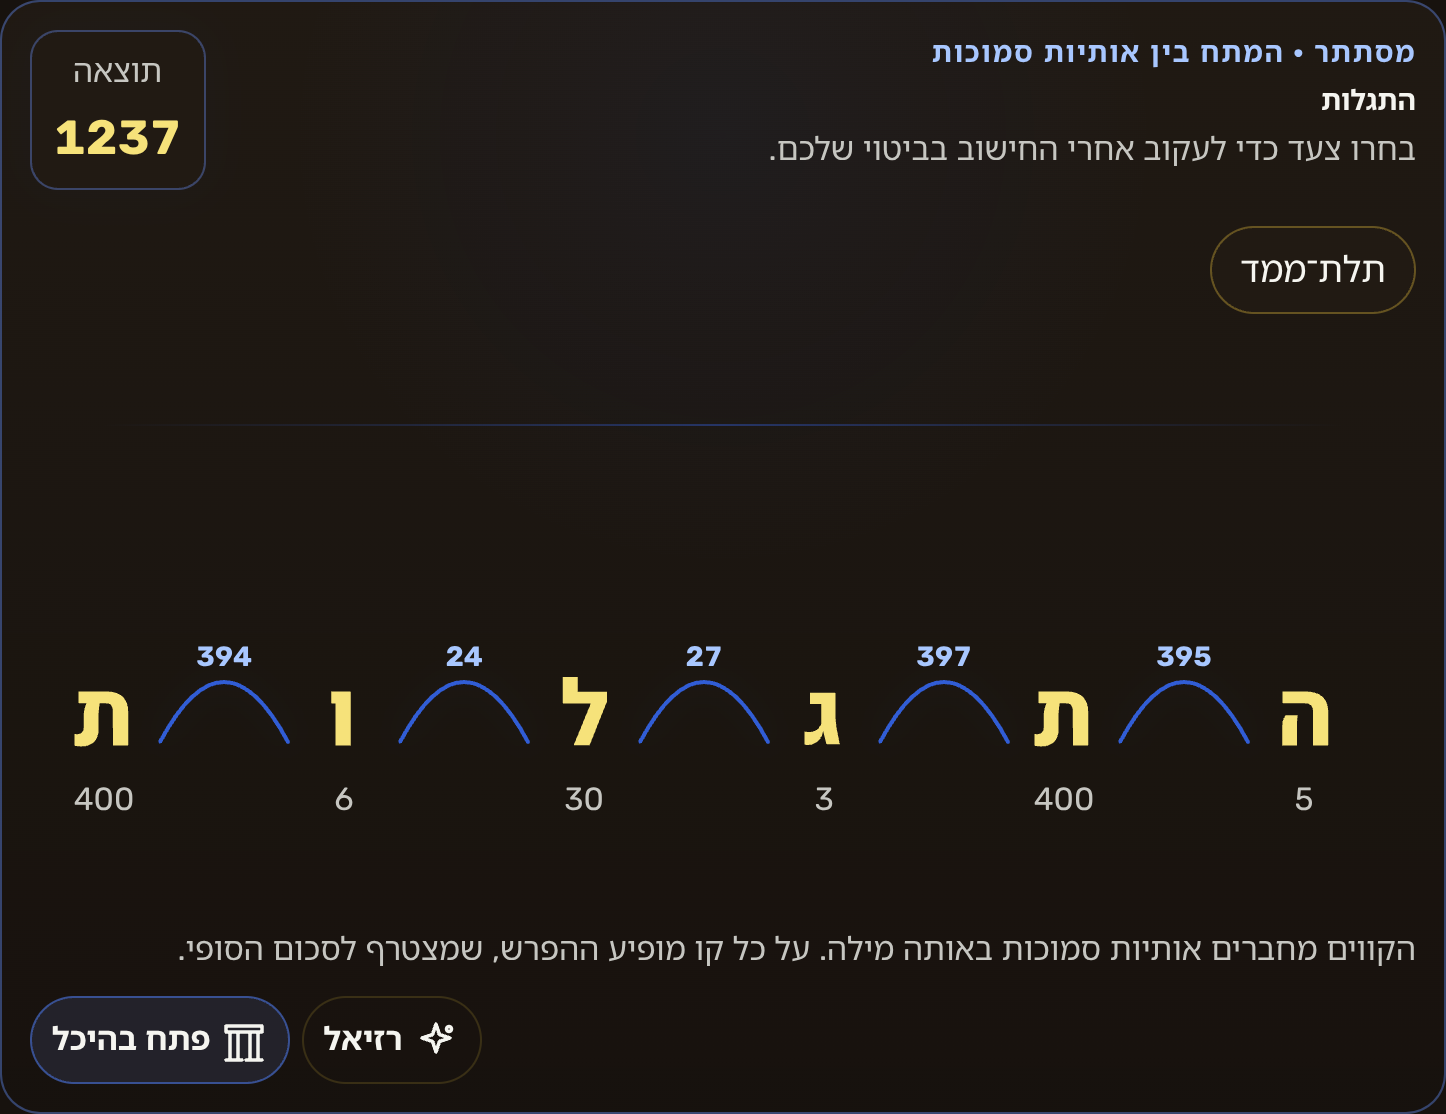 מסתתר • המתח בין אותיות סמוכות
התגלות
בחרו צעד כדי לעקוב אחרי החישוב בביטוי שלכם.
תוצאה
1237
תלת־ממד
395 397 27 24 394
ה ת ג ל ו ת
5 400 3 30 6 400
הקווים מחברים אותיות סמוכות באותה מילה. על כל קו מופיע ההפרש, שמצטרף לסכום הסופי.
רזיאל
פתח בהיכל